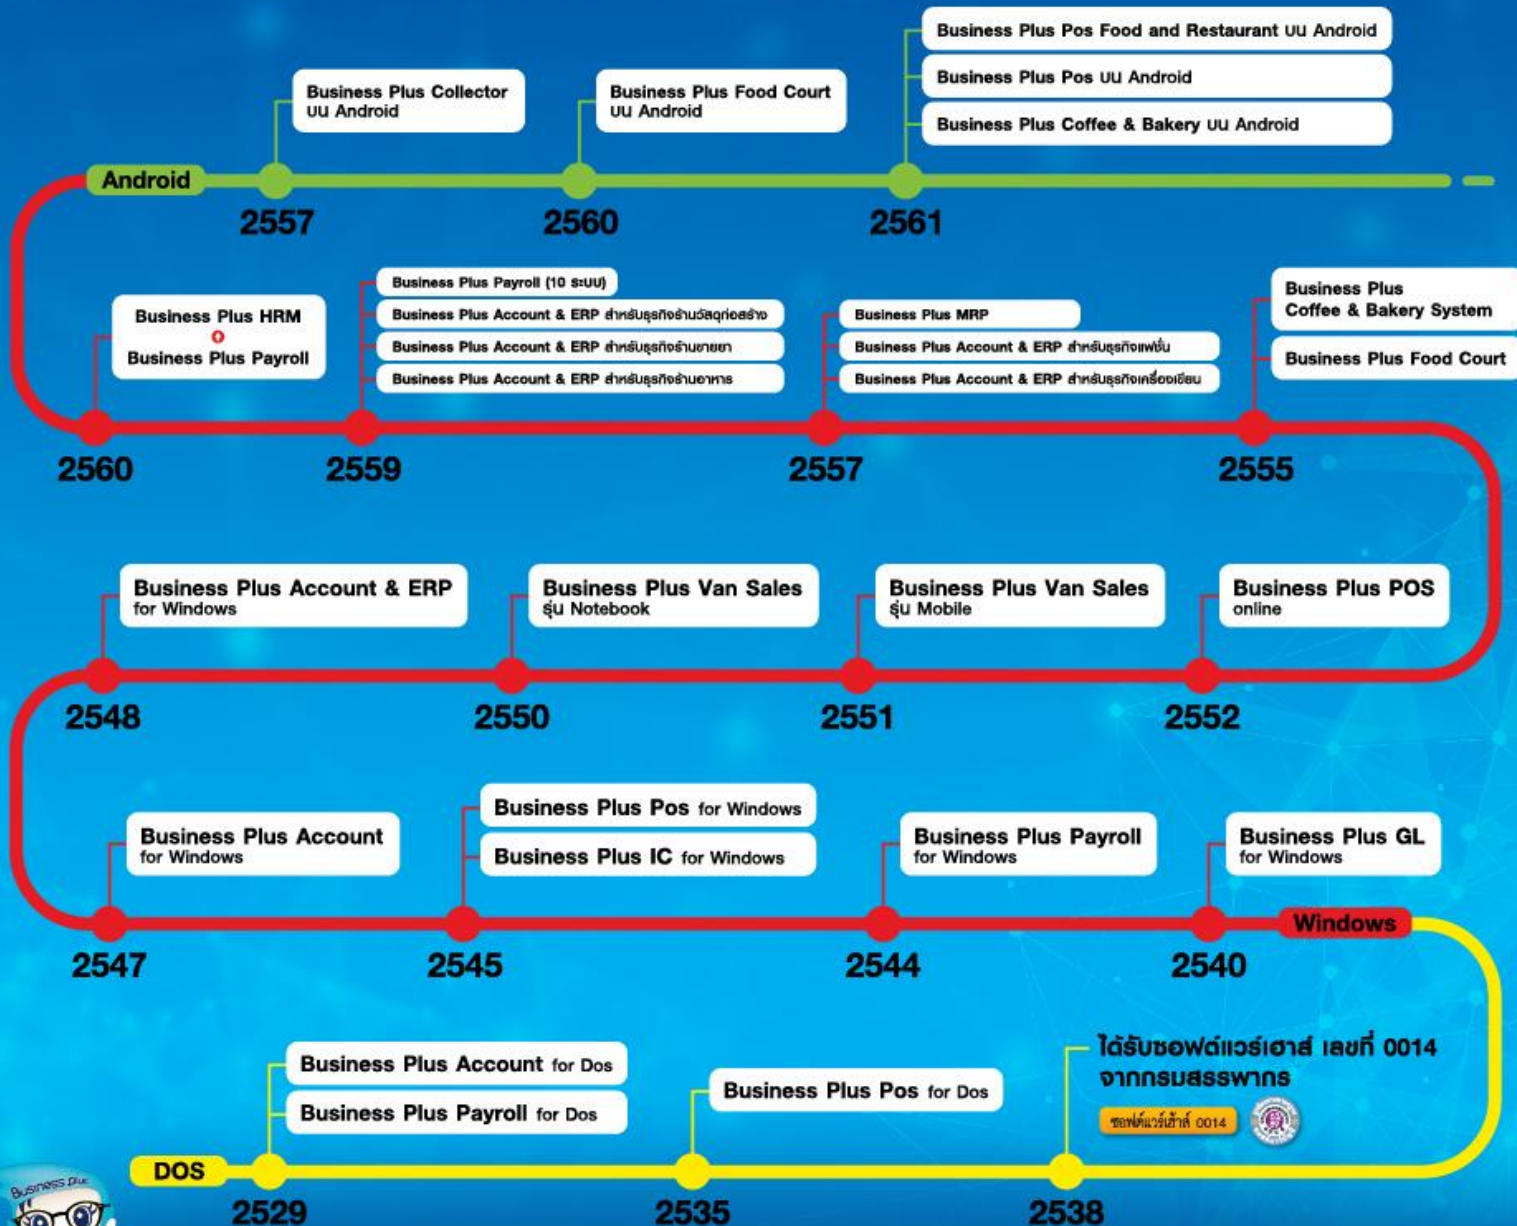 Business Plus Pos Food and Restaurant บน Android
Business Plus Collector
บน Android
Business Plus Food Court
บน Android
Business Plus Pos บน Android
Business Plus Coffee & Bakery บน Android
Android
2557
2560
2561
Business Plus HRM
Business Plus Payroll
Business Plus Payroll (10 ระบบ)
Business Plus Account & ERP สำหรับธุรกิจร้านวัสดุก่อสร้าง
Business Plus Account & ERP สำหรับธุรกิจร้านขายยา
Business Plus Account & ERP สำหรับธุรกิจร้านอาหาร
Business Plus MRP
Business Plus Account & ERP สำหรับธุรกิจแฟชั่น
Business Plus Account & ERP สำหรับธุรกิจเครื่องเขียน
Business Plus
Coffee & Bakery System
Business Plus Food Court
2560
2559
2557
2555
Business Plus Account & ERP
for Windows
Business Plus Van Sales
รุ่น Notebook
Business Plus Van Sales
รุ่น Mobile
Business Plus POS
online
2548
2550
2551
2552
Business Plus Account
for Windows
Business Plus Pos for Windows
Business Plus IC for Windows
Business Plus Payroll
for Windows
Business Plus GL
for Windows
Windows
2547
2545
2544
2540
Business Plus Account for Dos
Business Plus Payroll for Dos
Business Plus Pos for Dos
ได้รับซอฟต์แวร์เฮาส์ เลขที่ 0014
จากกรมสรรพากร
ซอฟต์แวร์เฮ้าส์ 0014
DOS
2529
2535
2538
Business Plus